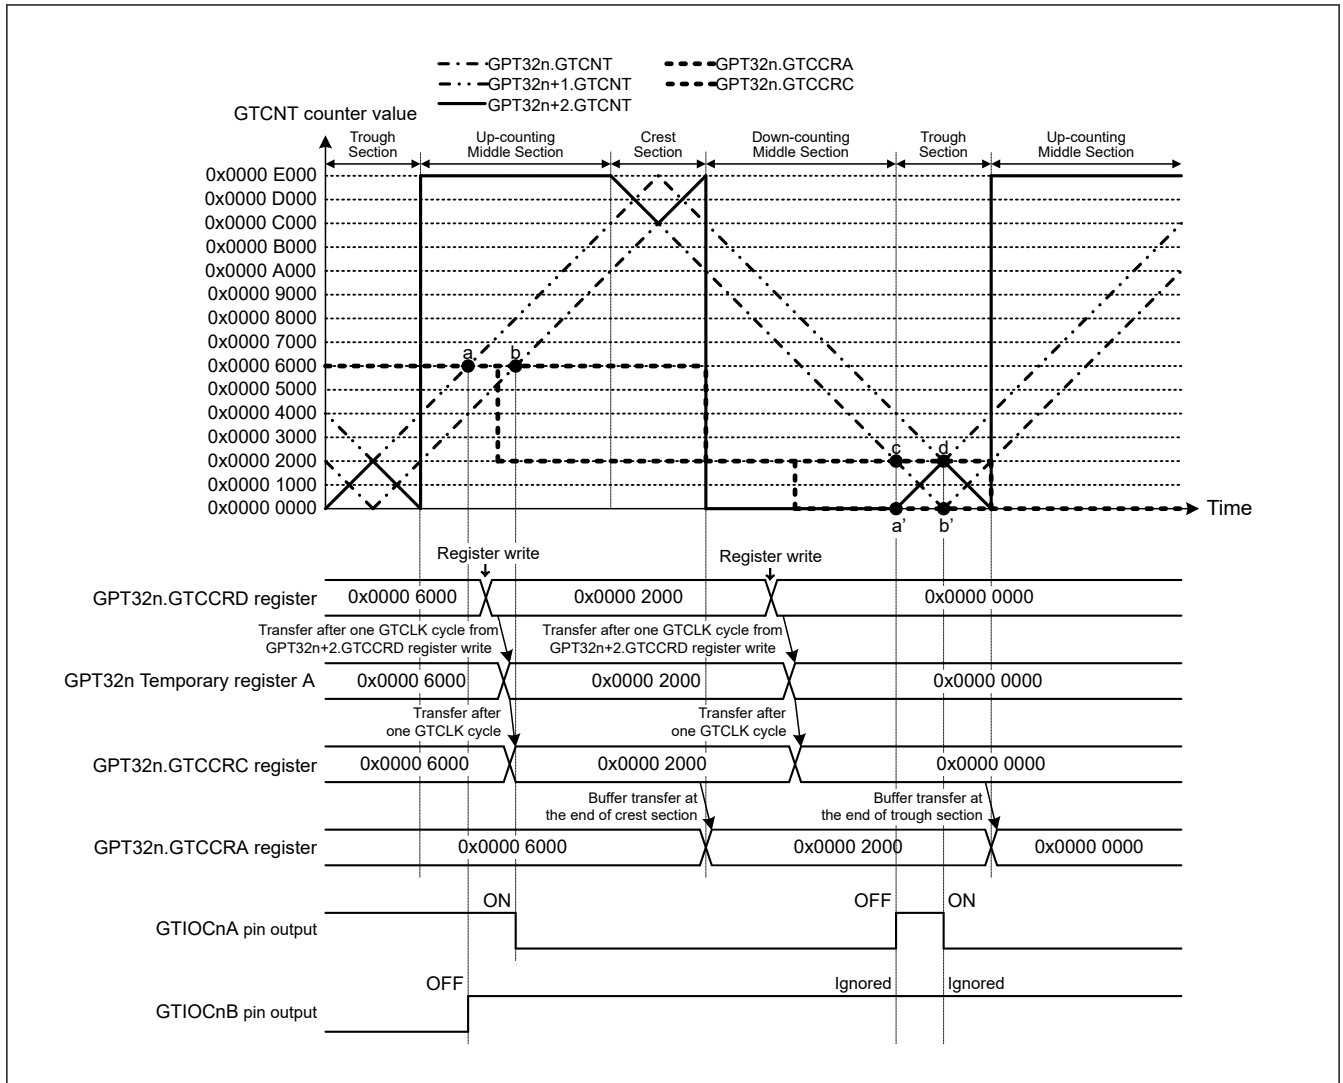 GPT32n.GTCNT
GPT32n.GTCCRA
GPT32n+1.GTCNT
GPT32n.GTCCRC
GPT32n+2.GTCNT
GTCNT counter value
Trough
Section
Up-counting
Middle Section
Crest
Section
Down-counting
Middle Section
Trough
Section
Up-counting
Middle Section
0x0000 E000
0x0000 D000
0x0000 C000
0x0000 B000
0x0000 A000
0x0000 9000
0x0000 8000
0x0000 7000
0x0000 6000
0x0000 5000
0x0000 4000
0x0000 3000
0x0000 2000
0x0000 1000
0x0000 0000
a
b
c
d
a'
b'
Time
Register write
Register write
GPT32n.GTCCRD register
0x0000 6000
0x0000 2000
0x0000 0000
Transfer after one GTCLK cycle from
GPT32n+2.GTCCRD register write
Transfer after one GTCLK cycle from
GPT32n+2.GTCCRD register write
GPT32n Temporary register A
0x0000 6000
0x0000 2000
0x0000 0000
Transfer after
one GTCLK cycle
Transfer after
one GTCLK cycle
GPT32n.GTCCRC register
0x0000 6000
0x0000 2000
0x0000 0000
Buffer transfer at
the end of crest section
Buffer transfer at
the end of trough section
GPT32n.GTCCRA register
0x0000 6000
0x0000 2000
0x0000 0000
ON
OFF
ON
GTIOCnA pin output
OFF
Ignored
Ignored
GTIOCnB pin output